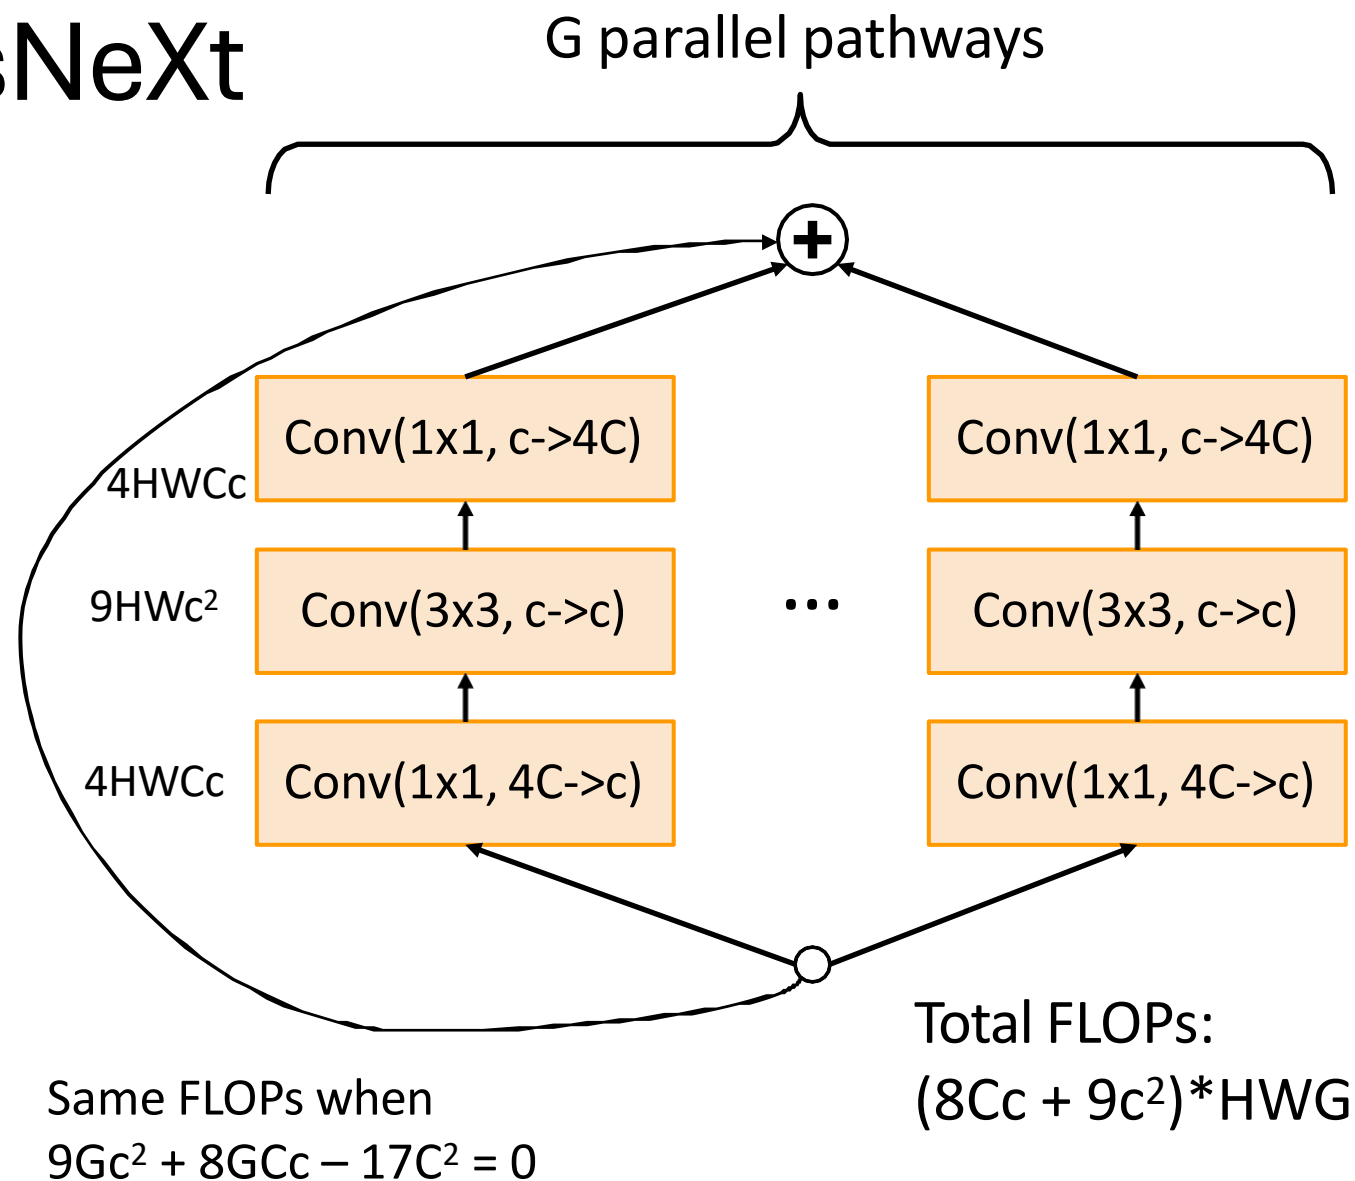 sNeXt
G parallel pathways
+
Conv(1x1, c->4C)
Conv(1x1, c->4C)
4HWCc
9HWc²
Conv(3x3, c->c)
...
Conv(3x3, c->c)
4HWCc
Conv(1x1, 4C->c)
Conv(1x1, 4C->c)
Total FLOPs:
(8Cc + 9c²)*HWG
Same FLOPs when
9Gc² + 8GCc – 17C² = 0